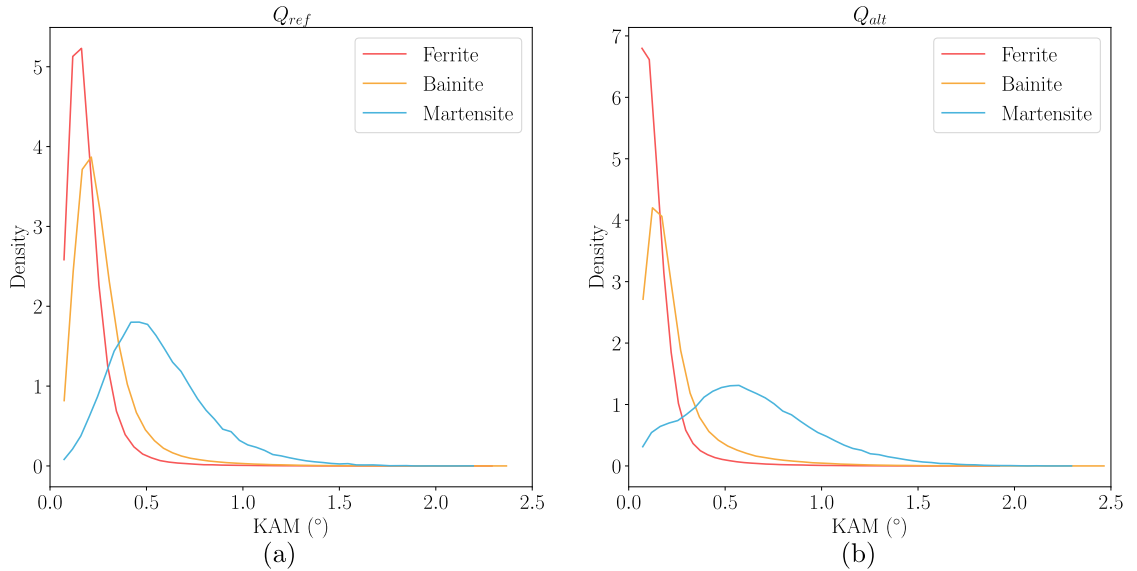 Q_ref
Ferrite
Bainite
Martensite
5
4
3
2
1
0
Density
0.0 0.5 1.0 1.5 2.0 2.5
KAM (°)
(a)
Q_alt
Ferrite
Bainite
Martensite
7
6
5
4
3
2
1
0
Density
0.0 0.5 1.0 1.5 2.0 2.5
KAM (°)
(b)